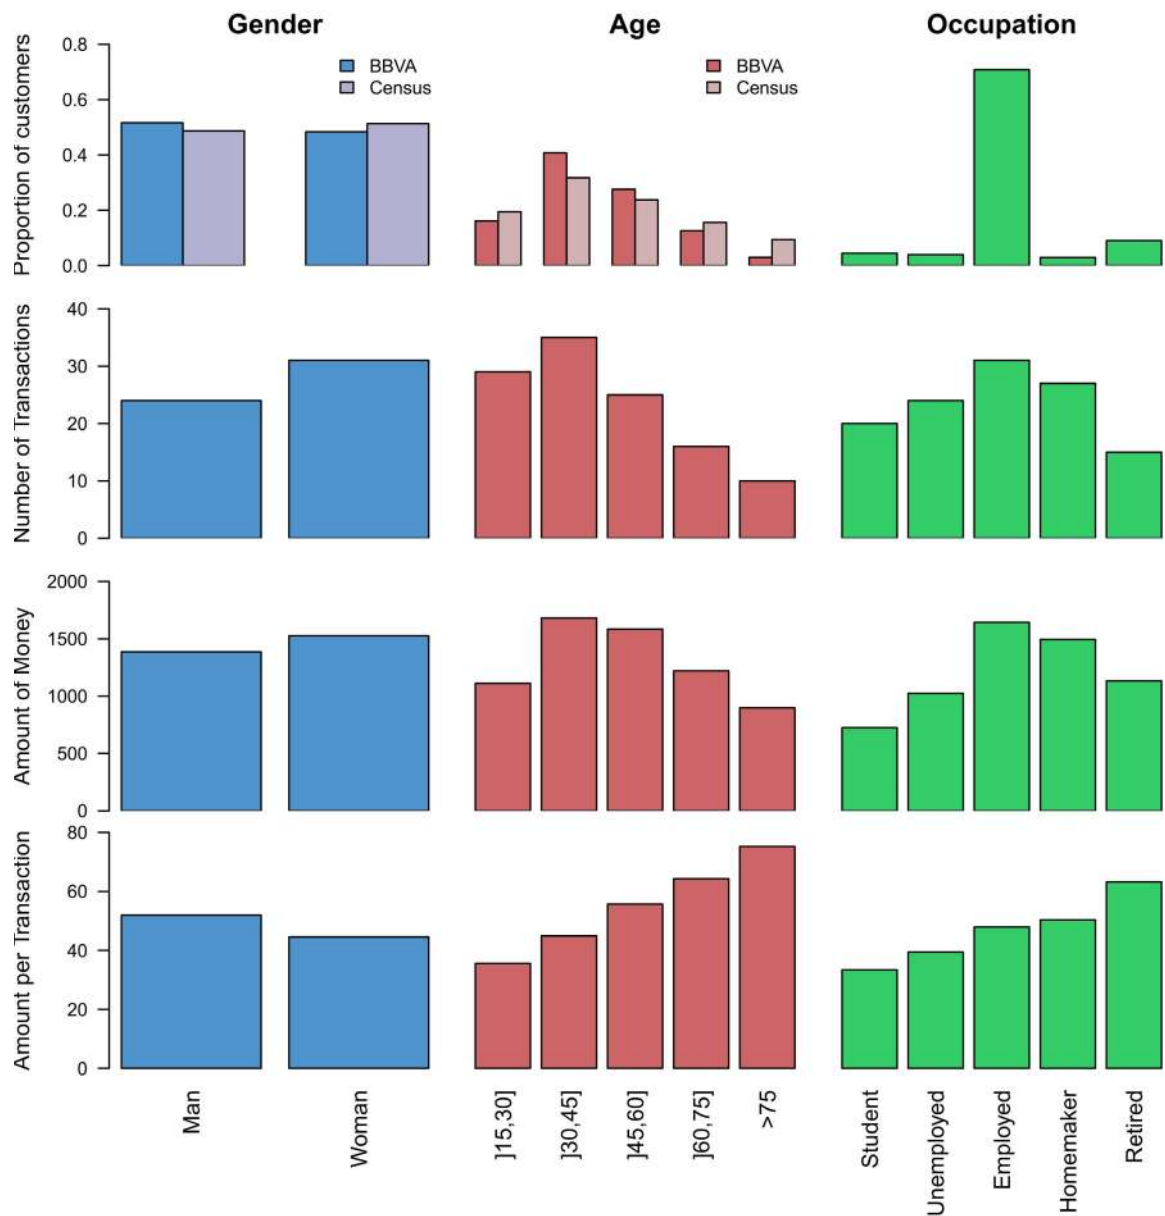 Gender
Age
Occupation
Proportion of customers
0.8
0.6
0.4
0.2
0.0
BBVA
Census
BBVA
Census
Number of Transactions
40
30
20
10
0
Amount of Money
2000
1500
1000
500
0
Amount per Transaction
80
60
40
20
0
Man
Woman
]15,30]
]30,45]
]45,60]
]60,75]
>75
Student
Unemployed
Employed
Homemaker
Retired